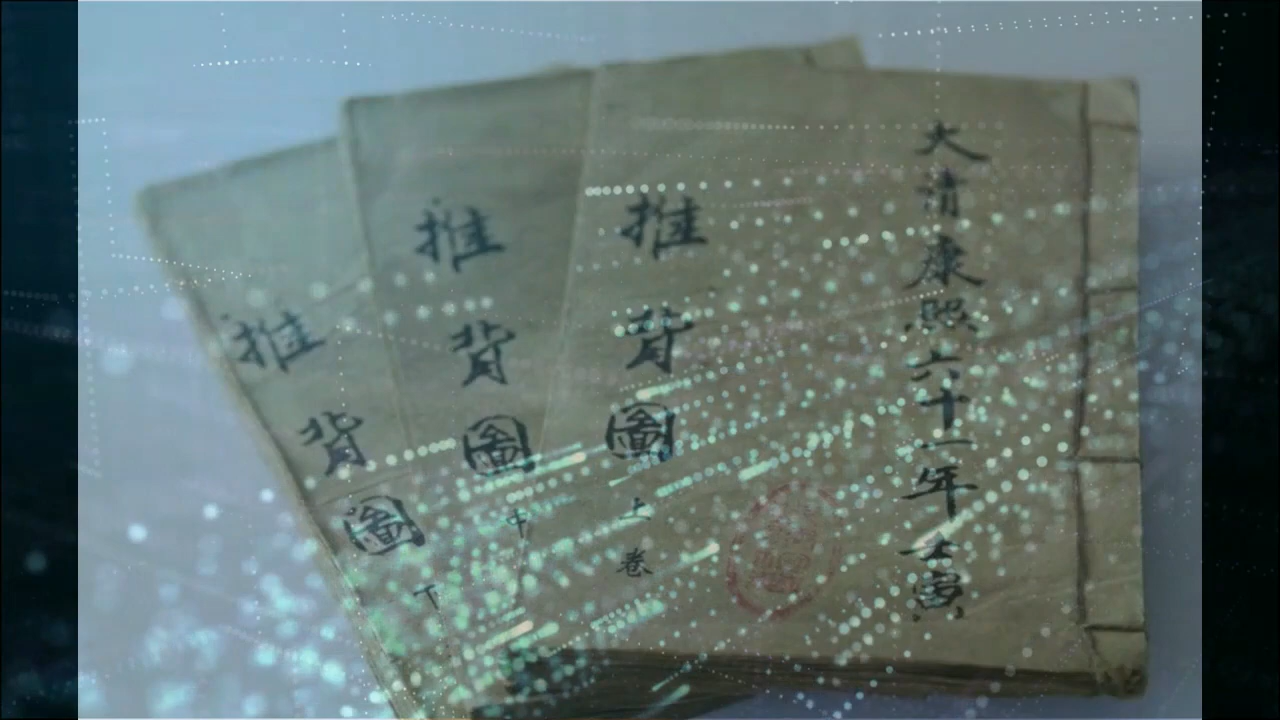 大清康熙六十一年壬寅
推背圖
上卷
推背圖
中
推背圖
下